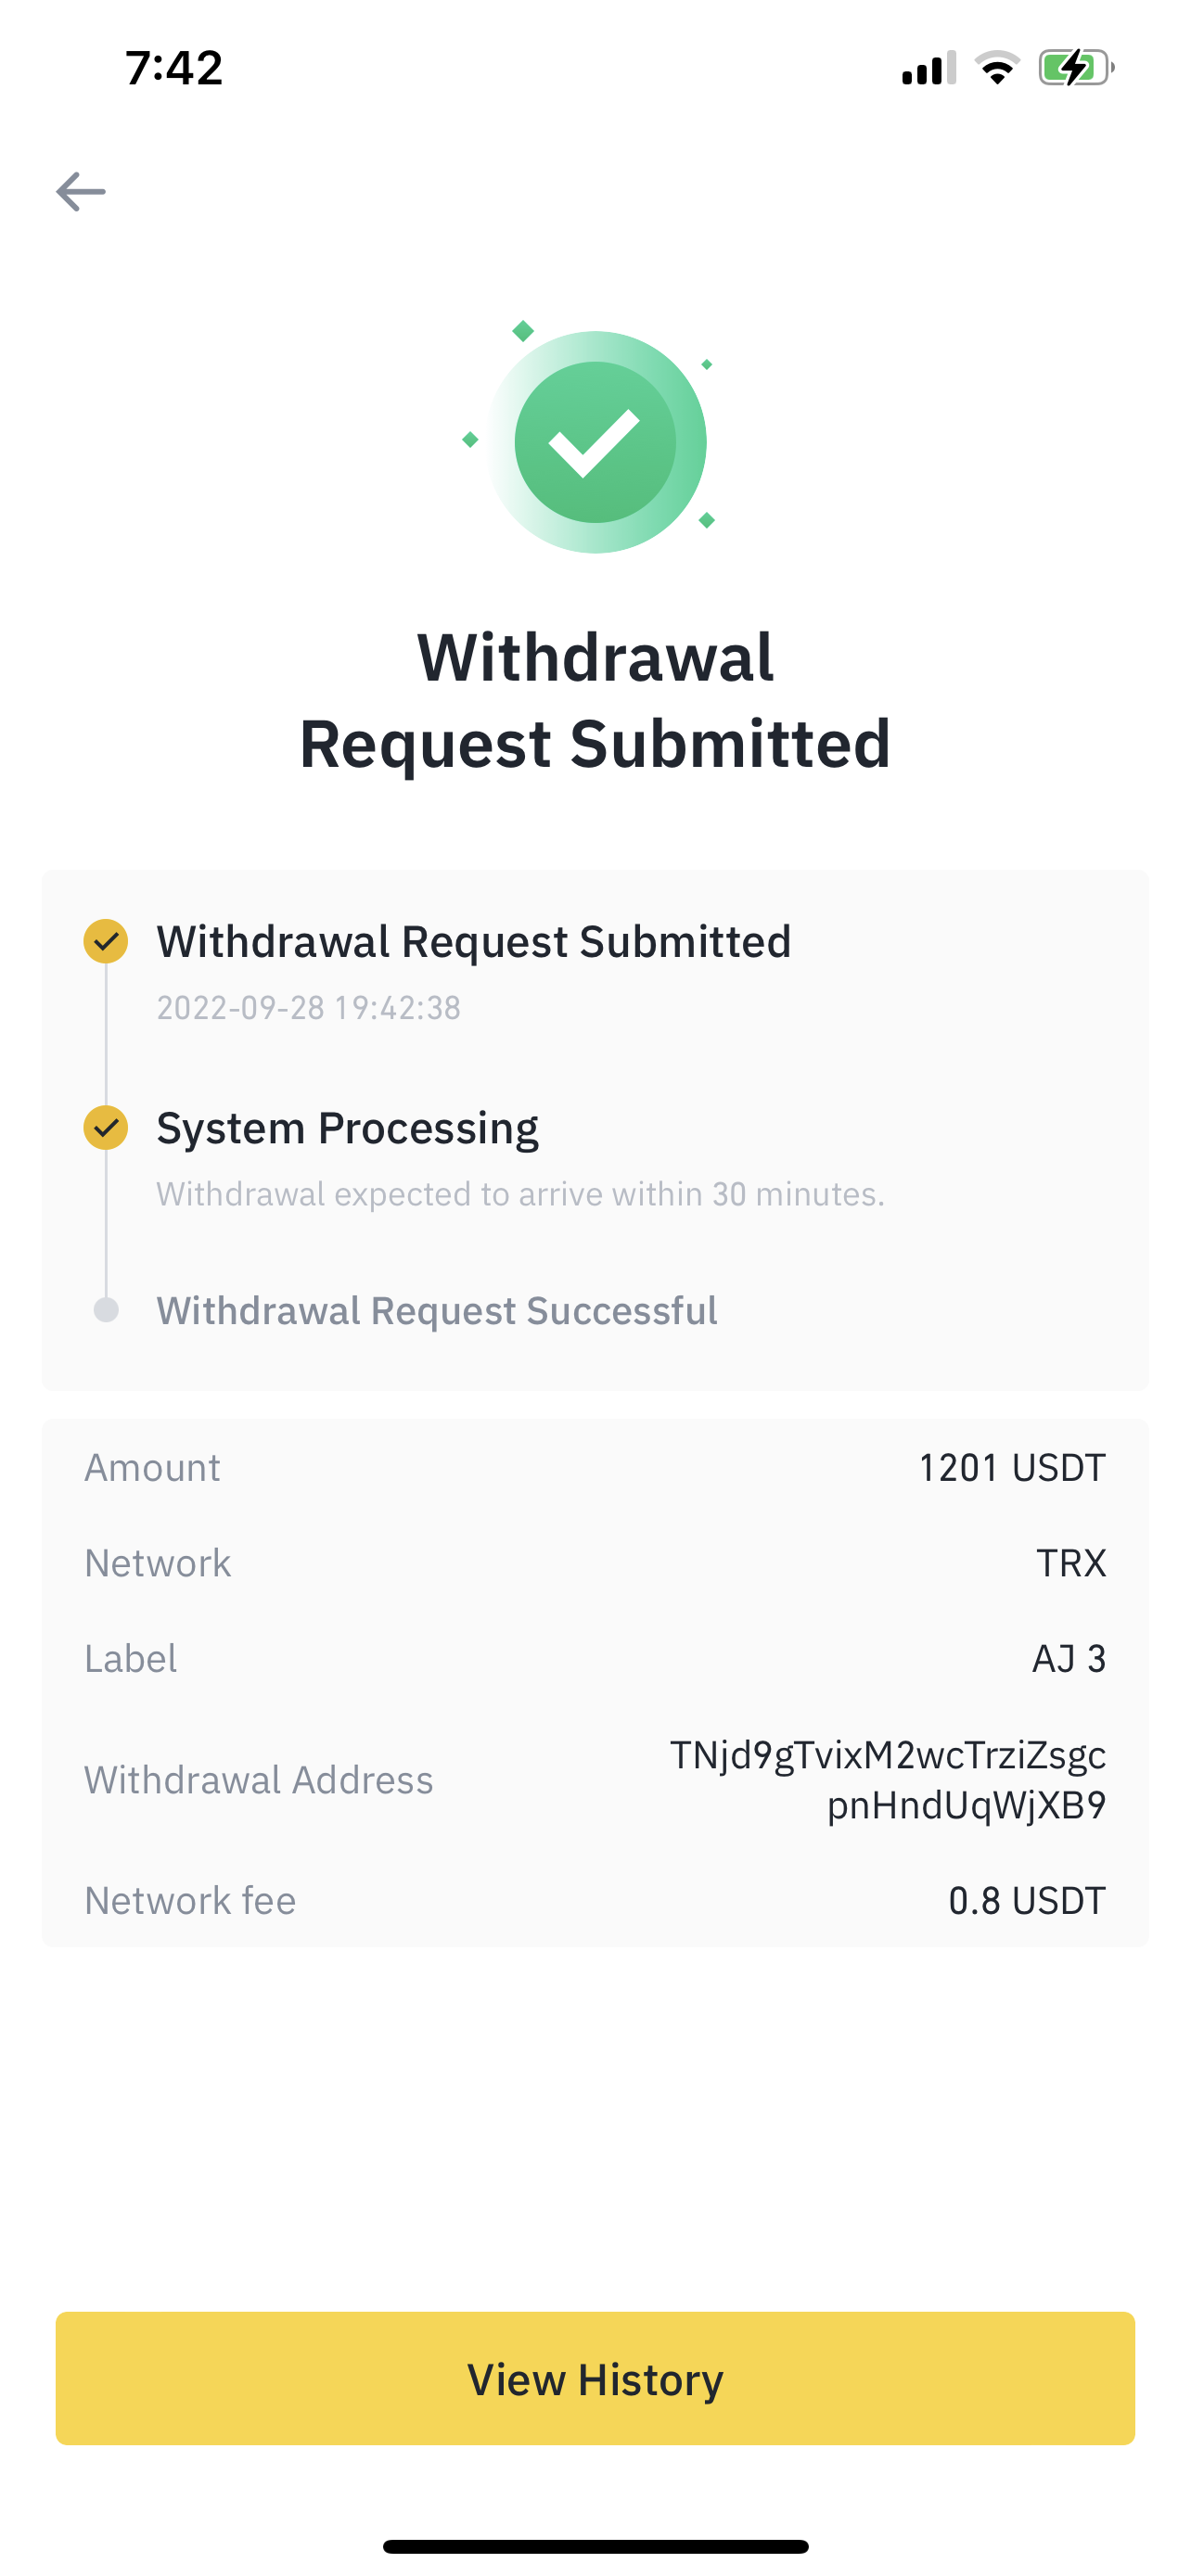 7:42
Withdrawal
Request Submitted
Withdrawal Request Submitted
2022-09-28 19:42:38
System Processing
Withdrawal expected to arrive within 30 minutes.
Withdrawal Request Successful
Amount 1201 USDT
Network TRX
Label AJ 3
Withdrawal Address TNjd9gTvixM2wcTrziZsgc
pnHndUqWjXB9
Network fee 0.8 USDT
View History